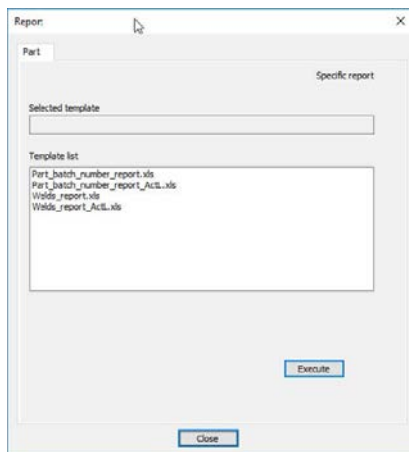 Report
Part
Specific report
Selected template
Template list
Part_batch_number_report.xls
Part_batch_number_report_ActL.xls
Welds_report.xls
Welds_report_ActL.xls
Execute
Close